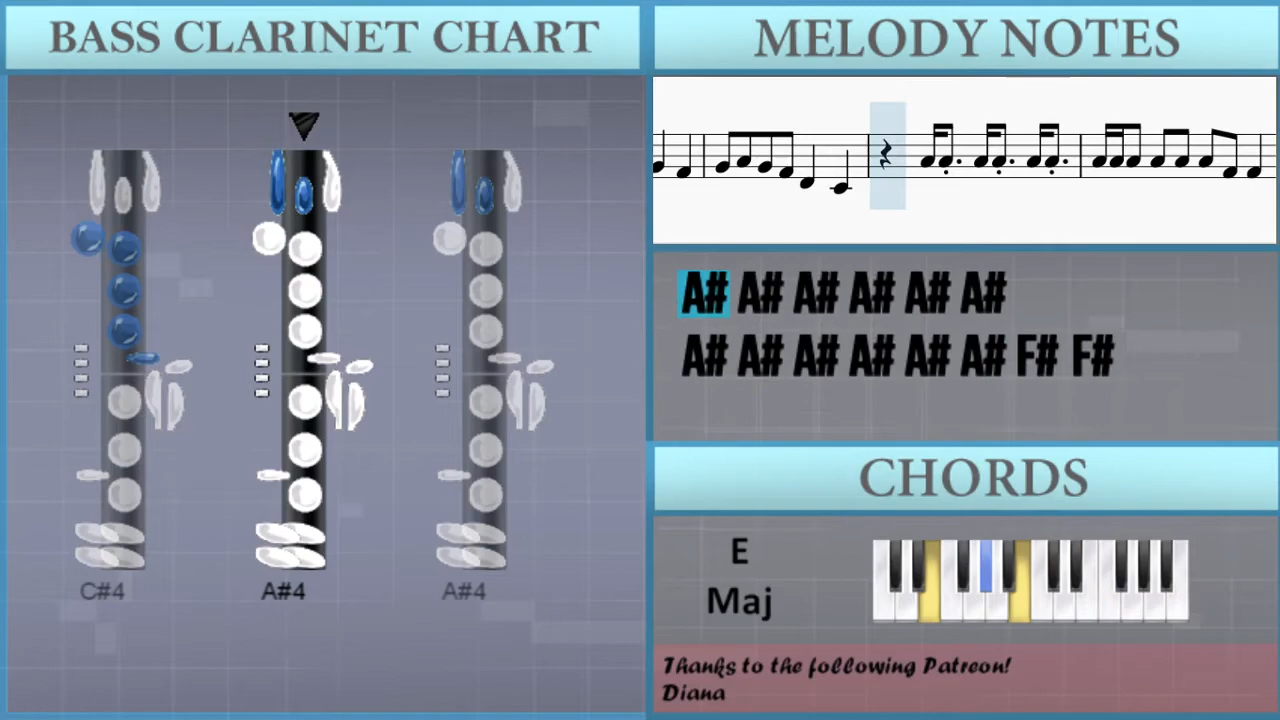 BASS CLARINET CHART
C#4
A#4
A#4
MELODY NOTES
A# A# A# A# A# A#
A# A# A# A# A# A# F# F#
CHORDS
E
Maj
Thanks to the following Patreon!
Diana